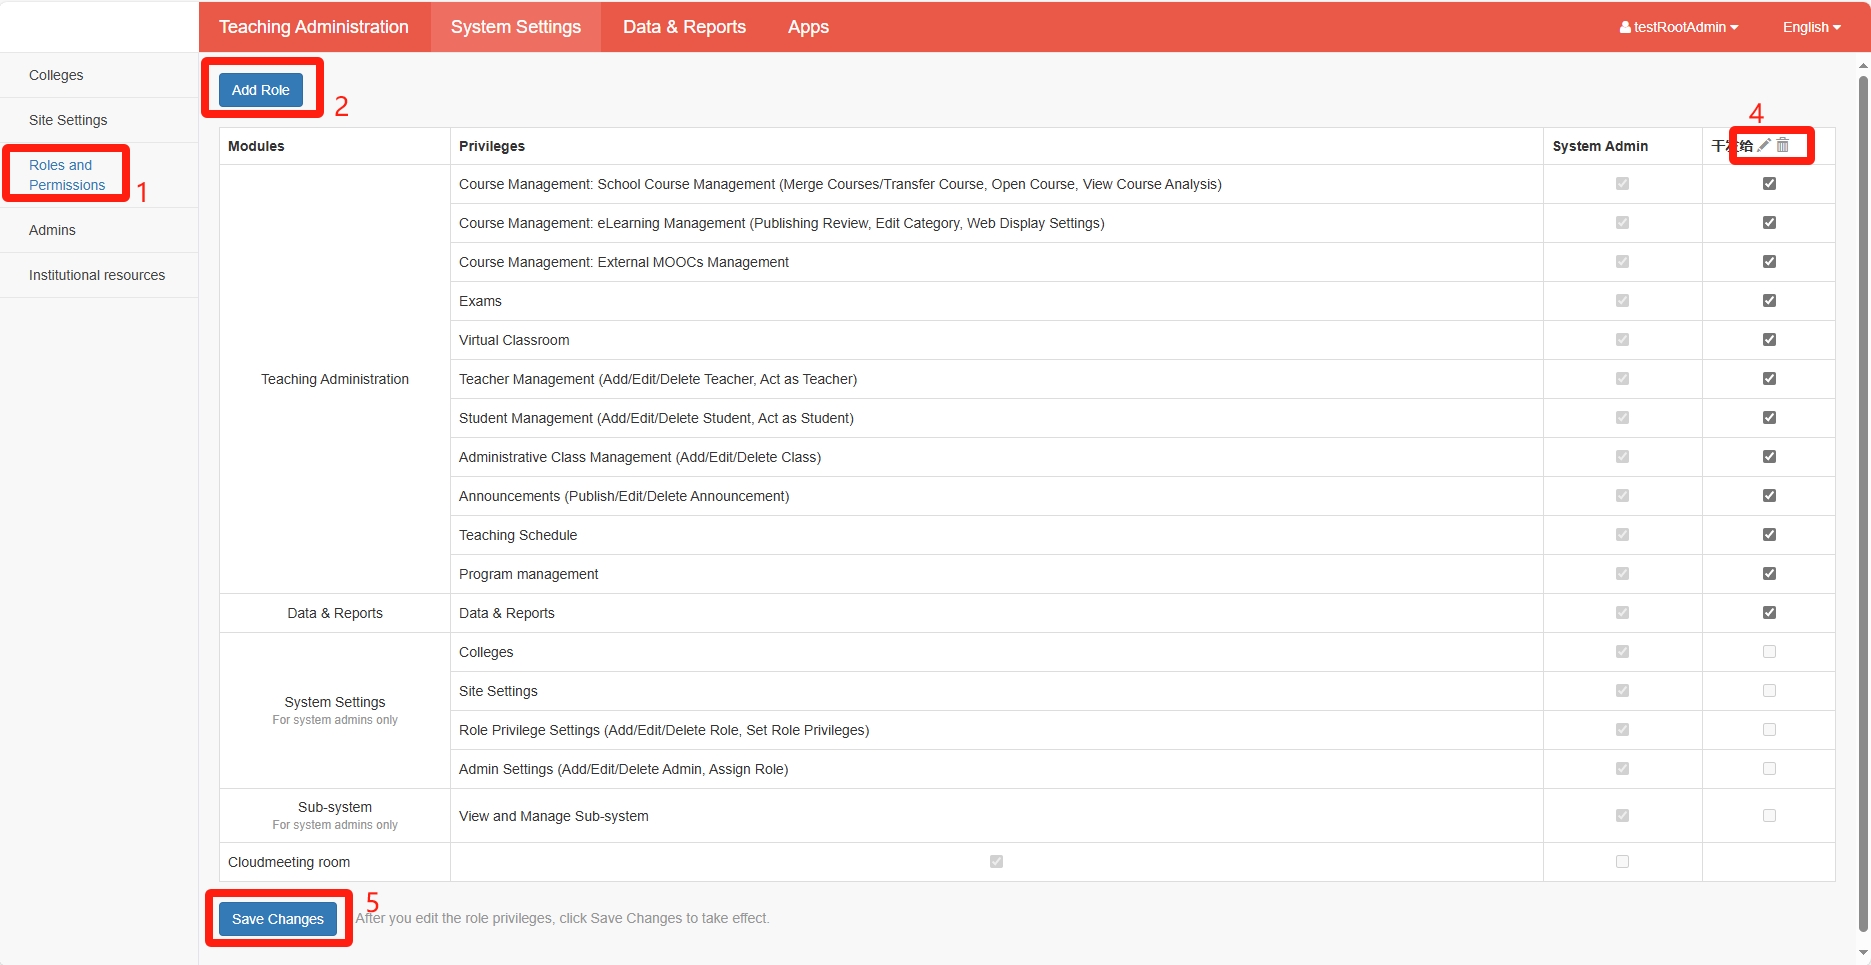 Teaching Administration System Settings Data & Reports Apps testRootAdmin English
Colleges
Site Settings
Roles and
Permissions
1
Admins
Institutional resources
Add Role
2
4
Modules Privileges System Admin 干发给
Teaching Administration
Course Management: School Course Management (Merge Courses/Transfer Course, Open Course, View Course Analysis)
Course Management: eLearning Management (Publishing Review, Edit Category, Web Display Settings)
Course Management: External MOOCs Management
Exams
Virtual Classroom
Teacher Management (Add/Edit/Delete Teacher, Act as Teacher)
Student Management (Add/Edit/Delete Student, Act as Student)
Administrative Class Management (Add/Edit/Delete Class)
Announcements (Publish/Edit/Delete Announcement)
Teaching Schedule
Program management
Data & Reports Data & Reports
System Settings
For system admins only
Colleges
Site Settings
Role Privilege Settings (Add/Edit/Delete Role, Set Role Privileges)
Admin Settings (Add/Edit/Delete Admin, Assign Role)
Sub-system
For system admins only
View and Manage Sub-system
Cloudmeeting room
5
Save Changes After you edit the role privileges, click Save Changes to take effect.